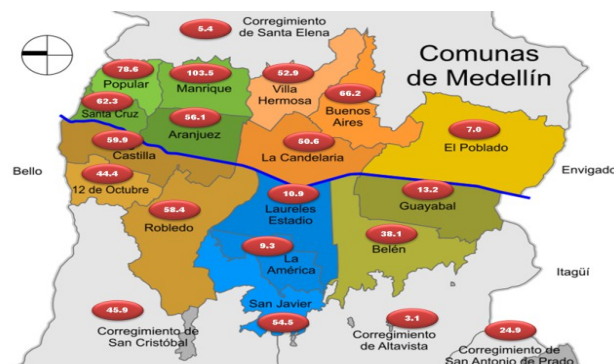 5.4
Corregimiento
de Santa Elena
Comunas
de Medellín
78.6
Popular
103.5
Manrique
52.9
Villa
Hermosa
66.2
Buenos
Aires
62.3
Santa Cruz
56.1
Aranjuez
7.0
El Poblado
59.9
Castilla
50.6
La Candelaria
Bello
Envigado
44.4
12 de Octubre
10.9
Laureles
Estadio
13.2
Guayabal
58.4
Robledo
9.3
La
América
38.1
Belén
Itagüí
San Javier
54.5
45.9
Corregimiento de
San Cristóbal
3.1
Corregimiento
de Altavista
24.9
Corregimiento de
San Antonio de Prado